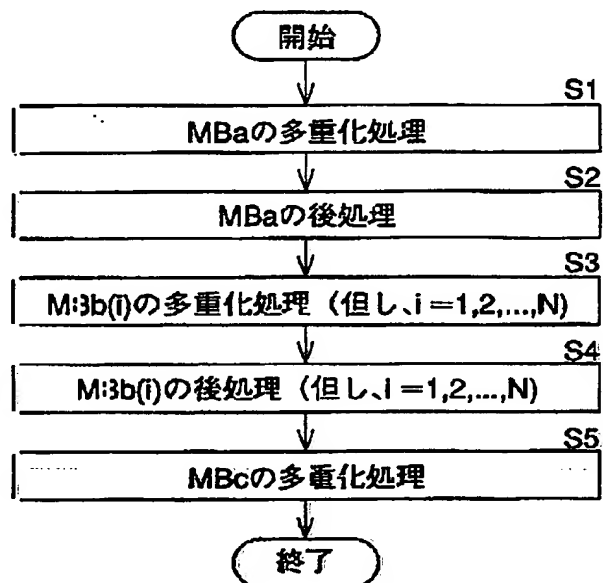 開始
S1
MBaの多重化処理
S2
MBaの後処理
S3
MBb(i)の多重化処理（但し、i＝1,2,...,N）
S4
MBb(i)の後処理（但し、i＝1,2,...,N）
S5
MBcの多重化処理
終了